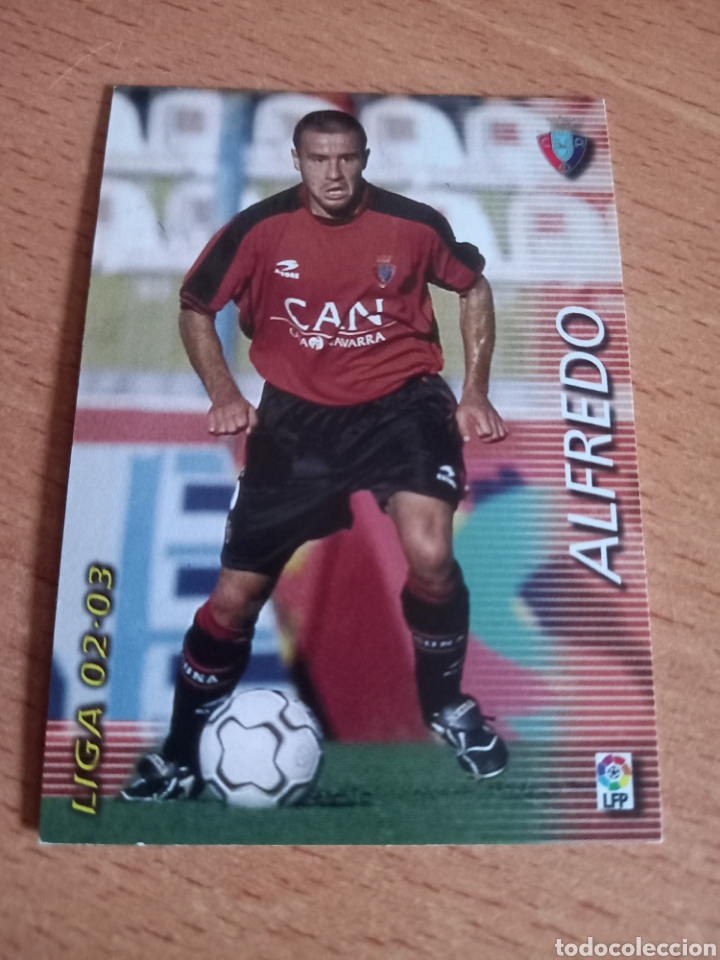 CAN
NAVARRA
ALFREDO
LIGA 02-03
LFP
todocoleccion